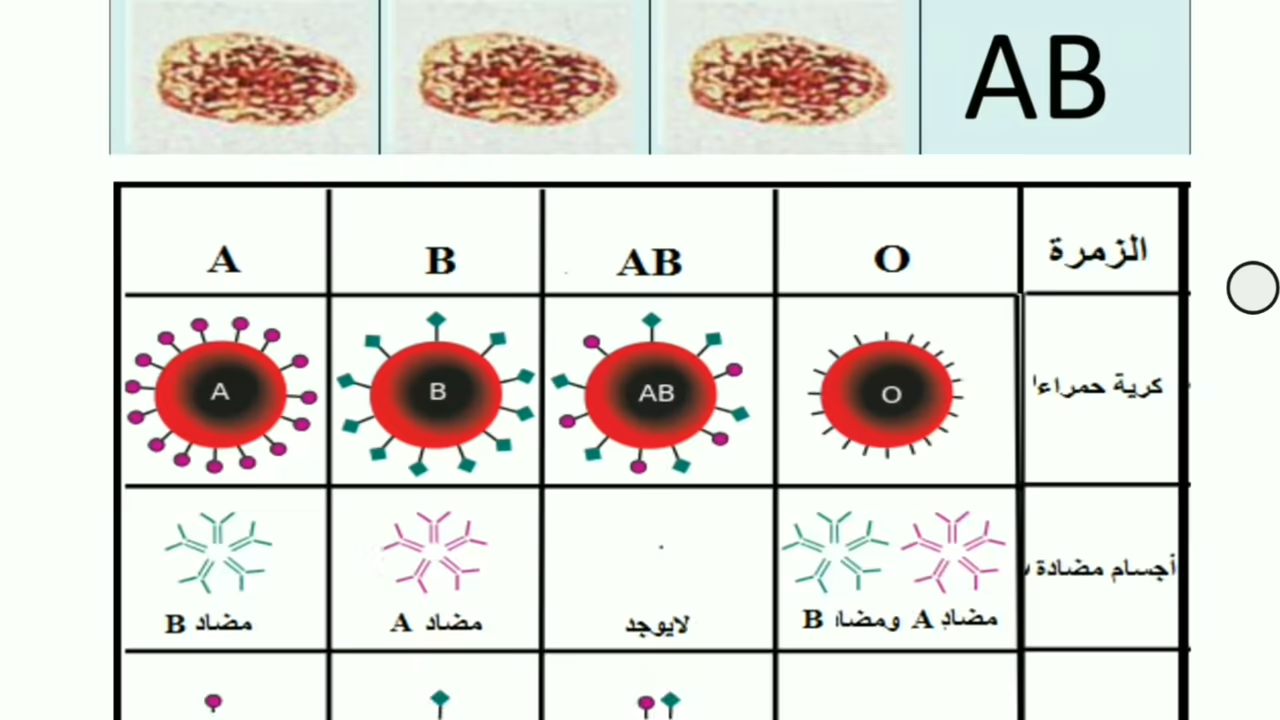 AB
الزمرة O AB B A
كرية حمراء O AB B A
أجسام مضادة
مضاد A ومضاد B
لايوجد
مضاد A
مضاد B